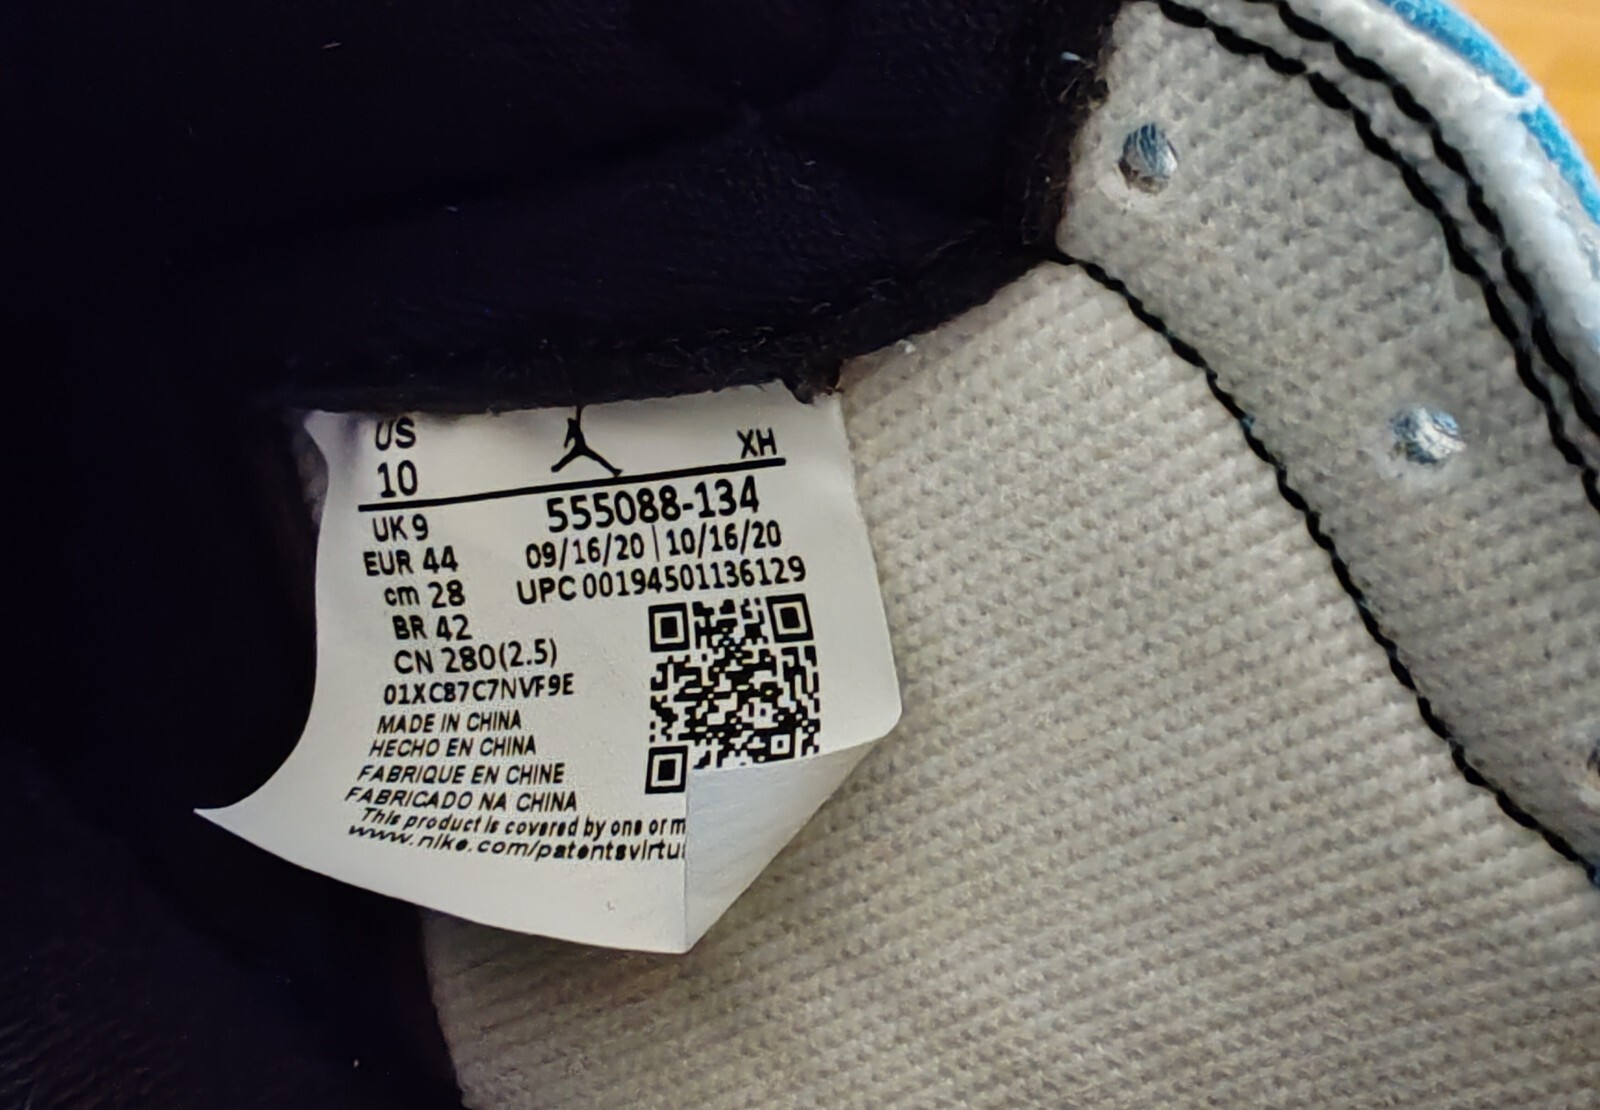 US
10
XH
555088-134
UK 9
09/16/20 | 10/16/20
EUR 44
UPC 00194501136129
cm 28
BR 42
CN 280(2.5)
01XC87C7NVF9E
MADE IN CHINA
HECHO EN CHINA
FABRIQUE EN CHINE
FABRICADO NA CHINA
This product is covered by one or m
www.nike.com/patentsvirtu